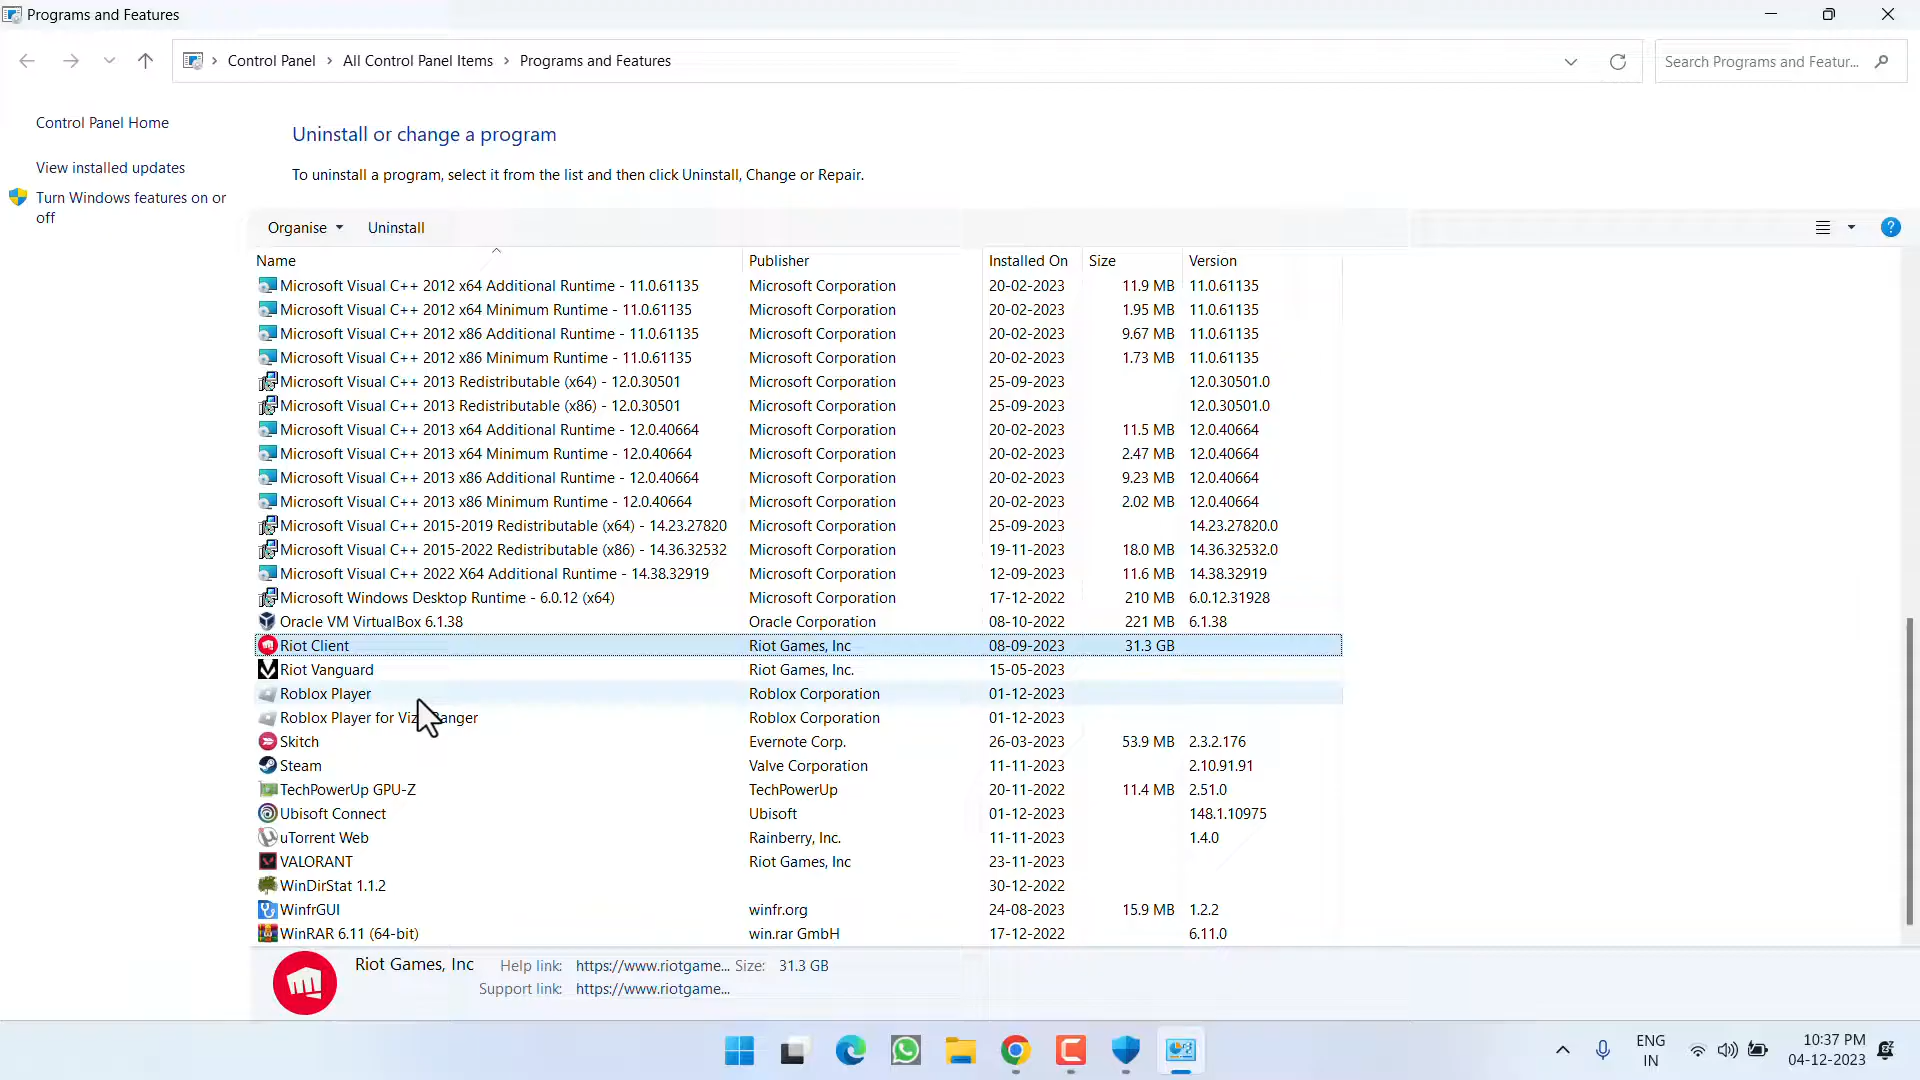 Programs and Features
Control Panel > All Control Panel Items > Programs and Features
Search Programs and Featur...
Control Panel Home
View installed updates
Turn Windows features on or
off
Uninstall or change a program
To uninstall a program, select it from the list and then click Uninstall, Change or Repair.
Organise Uninstall
?
Name Publisher Installed On Size Version
Microsoft Visual C++ 2012 x64 Additional Runtime - 11.0.61135 Microsoft Corporation 20-02-2023 11.9 MB 11.0.61135
Microsoft Visual C++ 2012 x64 Minimum Runtime - 11.0.61135 Microsoft Corporation 20-02-2023 1.95 MB 11.0.61135
Microsoft Visual C++ 2012 x86 Additional Runtime - 11.0.61135 Microsoft Corporation 20-02-2023 9.67 MB 11.0.61135
Microsoft Visual C++ 2012 x86 Minimum Runtime - 11.0.61135 Microsoft Corporation 20-02-2023 1.73 MB 11.0.61135
Microsoft Visual C++ 2013 Redistributable (x64) - 12.0.30501 Microsoft Corporation 25-09-2023 12.0.30501.0
Microsoft Visual C++ 2013 Redistributable (x86) - 12.0.30501 Microsoft Corporation 25-09-2023 12.0.30501.0
Microsoft Visual C++ 2013 x64 Additional Runtime - 12.0.40664 Microsoft Corporation 20-02-2023 11.5 MB 12.0.40664
Microsoft Visual C++ 2013 x64 Minimum Runtime - 12.0.40664 Microsoft Corporation 20-02-2023 2.47 MB 12.0.40664
Microsoft Visual C++ 2013 x86 Additional Runtime - 12.0.40664 Microsoft Corporation 20-02-2023 9.23 MB 12.0.40664
Microsoft Visual C++ 2013 x86 Minimum Runtime - 12.0.40664 Microsoft Corporation 20-02-2023 2.02 MB 12.0.40664
Microsoft Visual C++ 2015-2019 Redistributable (x64) - 14.23.27820 Microsoft Corporation 25-09-2023 14.23.27820.0
Microsoft Visual C++ 2015-2022 Redistributable (x86) - 14.36.32532 Microsoft Corporation 19-11-2023 18.0 MB 14.36.32532.0
Microsoft Visual C++ 2022 X64 Additional Runtime - 14.38.32919 Microsoft Corporation 12-09-2023 11.6 MB 14.38.32919
Microsoft Windows Desktop Runtime - 6.0.12 (x64) Microsoft Corporation 17-12-2022 210 MB 6.0.12.31928
Oracle VM VirtualBox 6.1.38 Oracle Corporation 08-10-2022 221 MB 6.1.38
Riot Client Riot Games, Inc 08-09-2023 31.3 GB
Riot Vanguard Riot Games, Inc. 15-05-2023
Roblox Player Roblox Corporation 01-12-2023
Roblox Player for Roblox Corporation 01-12-2023
Skitch Evernote Corp. 26-03-2023 53.9 MB 2.3.2.176
Steam Valve Corporation 11-11-2023 2.10.91.91
TechPowerUp GPU-Z TechPowerUp 20-11-2022 11.4 MB 2.51.0
Ubisoft Connect Ubisoft 01-12-2023 148.1.10975
uTorrent Web Rainberry, Inc. 11-11-2023 1.4.0
VALORANT Riot Games, Inc 23-11-2023
WinDirStat 1.1.2 30-12-2022
WinfrGUI winfr.org 24-08-2023 15.9 MB 1.2.2
WinRAR 6.11 (64-bit) win.rar GmbH 17-12-2022 6.11.0
Riot Games, Inc Help link: https://www.riotgame... Size: 31.3 GB
Support link: https://www.riotgame...
ENG 10:37 PM
IN 04-12-2023